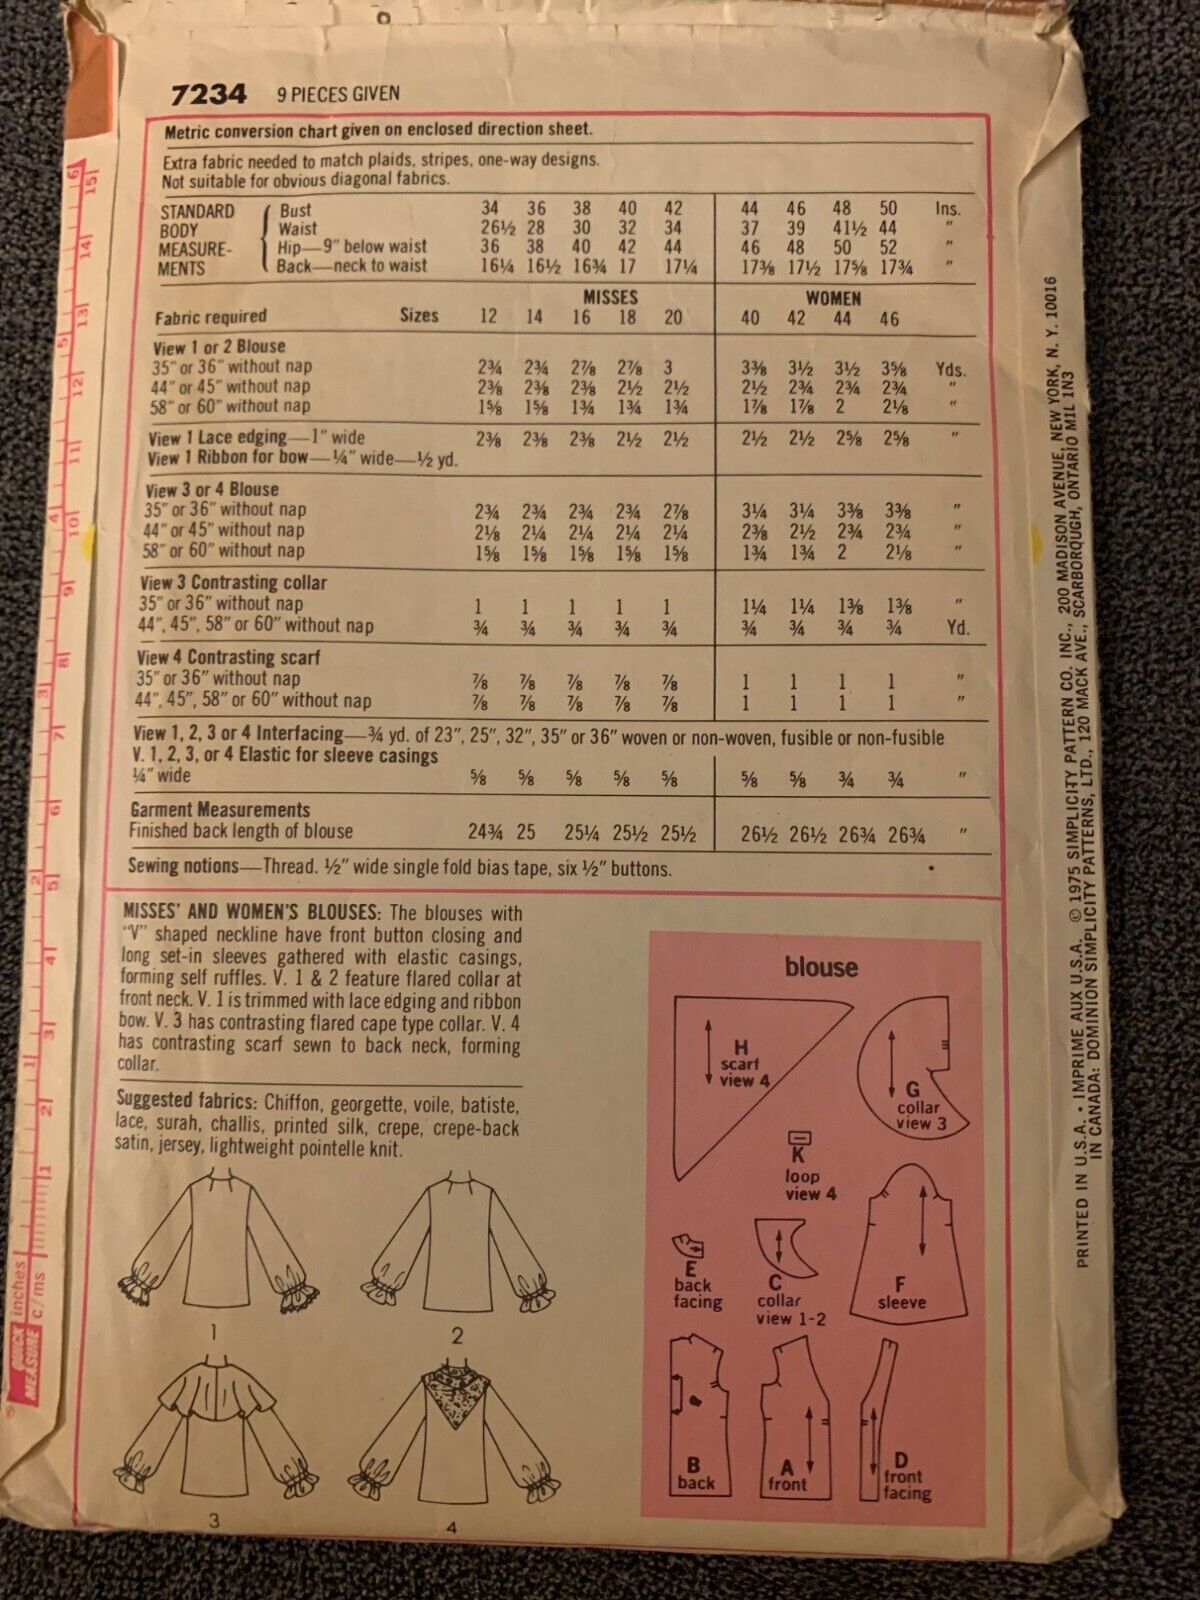 7234 9 PIECES GIVEN
Metric conversion chart given on enclosed direction sheet.
Extra fabric needed to match plaids, stripes, one-way designs.
Not suitable for obvious diagonal fabrics.
STANDARD Bust 34 36 38 40 42 44 46 48 50 Ins.
BODY Waist 26½ 28 30 32 34 37 39 41½ 44 "
MEASURE- Hip—9" below waist 36 38 40 42 44 46 48 50 52 "
MENTS Back—neck to waist 16¼ 16½ 16¾ 17 17¼ 17⅜ 17½ 17⅝ 17¾ "
MISSES WOMEN
Fabric required Sizes 12 14 16 18 20 40 42 44 46
View 1 or 2 Blouse
35" or 36" without nap 2¾ 2¾ 2⅞ 2⅞ 3 3⅜ 3½ 3½ 3⅝ Yds.
44" or 45" without nap 2⅜ 2⅜ 2⅜ 2½ 2½ 2½ 2¾ 2¾ 2¾ "
58" or 60" without nap 1⅝ 1⅝ 1¾ 1¾ 1¾ 1⅞ 1⅞ 2 2⅛ "
View 1 Lace edging—1" wide 2⅜ 2⅜ 2⅜ 2½ 2½ 2½ 2½ 2⅝ 2⅝ "
View 1 Ribbon for bow—¼" wide—½ yd.
View 3 or 4 Blouse
35" or 36" without nap 2¾ 2¾ 2¾ 2¾ 2⅞ 3¼ 3¼ 3⅜ 3⅜ "
44" or 45" without nap 2⅛ 2¼ 2¼ 2¼ 2¼ 2⅜ 2½ 2¾ 2¾ "
58" or 60" without nap 1⅝ 1⅝ 1⅝ 1⅝ 1⅝ 1¾ 1¾ 2 2⅛ "
View 3 Contrasting collar
35" or 36" without nap 1 1 1 1 1 1¼ 1¼ 1⅜ 1⅜ "
44", 45", 58" or 60" without nap ¾ ¾ ¾ ¾ ¾ ¾ ¾ ¾ ¾ Yd.
View 4 Contrasting scarf
35" or 36" without nap ⅞ ⅞ ⅞ ⅞ ⅞ 1 1 1 1 "
44", 45", 58" or 60" without nap ⅞ ⅞ ⅞ ⅞ ⅞ 1 1 1 1 "
View 1, 2, 3 or 4 Interfacing—¾ yd. of 23", 25", 32", 35" or 36" woven or non-woven, fusible or non-fusible
V. 1, 2, 3, or 4 Elastic for sleeve casings
¼" wide ⅝ ⅝ ⅝ ⅝ ⅝ ⅝ ⅝ ¾ ¾ "
Garment Measurements
Finished back length of blouse 24¾ 25 25¼ 25½ 25½ 26½ 26½ 26¾ 26¾ "
Sewing notions—Thread. ½" wide single fold bias tape, six ½" buttons.
MISSES' AND WOMEN'S BLOUSES: The blouses with
"V" shaped neckline have front button closing and
long set-in sleeves gathered with elastic casings,
forming self ruffles. V. 1 & 2 feature flared collar at
front neck. V. 1 is trimmed with lace edging and ribbon
bow. V. 3 has contrasting flared cape type collar. V. 4
has contrasting scarf sewn to back neck, forming
collar.
Suggested fabrics: Chiffon, georgette, voile, batiste,
lace, surah, challis, printed silk, crepe, crepe-back
satin, jersey, lightweight pointelle knit.
1
2
3
4
blouse
H
scarf
view 4
G
collar
view 3
K
loop
view 4
E
back
facing
C
collar
view 1-2
F
sleeve
B
back
A
front
D
front
facing
PRINTED IN U.S.A. • IMPRIME AUX U.S.A. © 1975 SIMPLICITY PATTERN CO. INC., 200 MADISON AVENUE, NEW YORK, N. Y. 10016
IN CANADA: DOMINION SIMPLICITY PATTERNS, LTD., 120 MACK AVE., SCARBOROUGH, ONTARIO M1L 1N3
QUICK inches
MEASURE c/ms
1 2 3 4 5 6
1 2 3 4 5 6 7 8 9 10 11 12 13 14 15